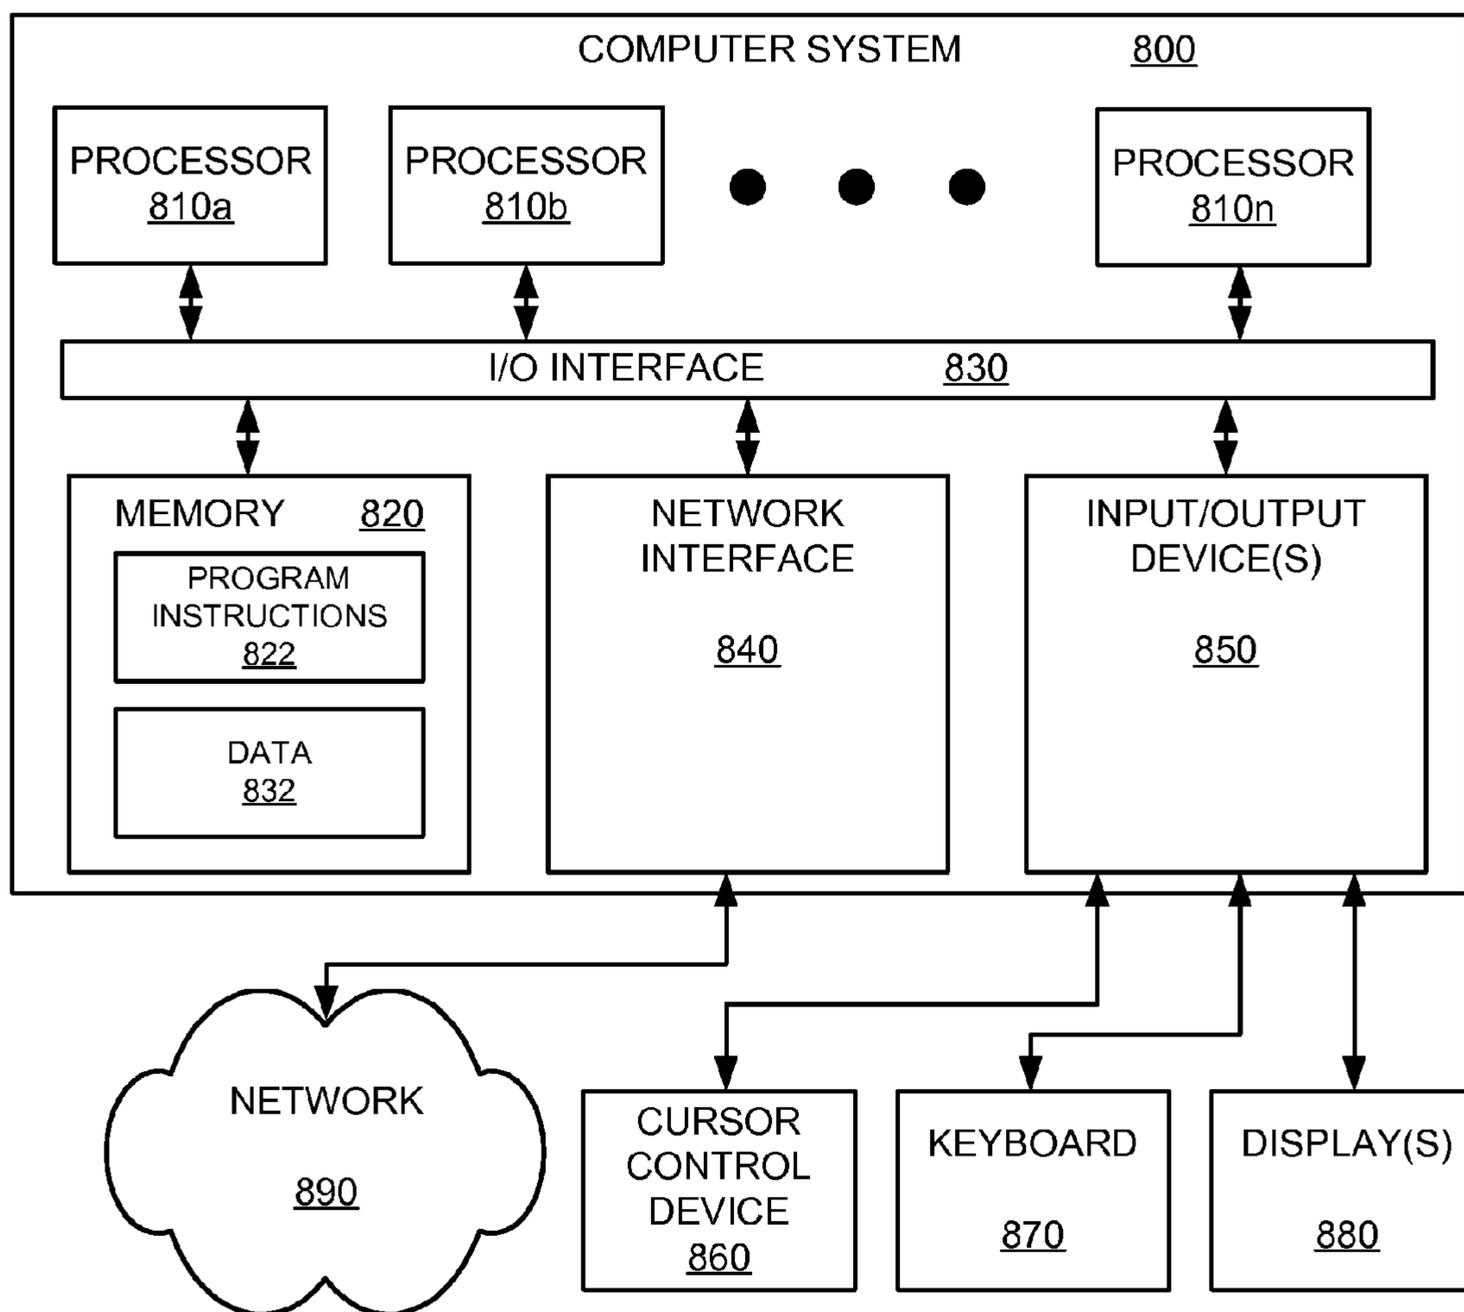 COMPUTER SYSTEM 800
PROCESSOR
810a
PROCESSOR
810b
PROCESSOR
810n
I/O INTERFACE 830
MEMORY 820
PROGRAM
INSTRUCTIONS
822
DATA
832
NETWORK
INTERFACE
840
INPUT/OUTPUT
DEVICE(S)
850
NETWORK
890
CURSOR
CONTROL
DEVICE
860
KEYBOARD
870
DISPLAY(S)
880